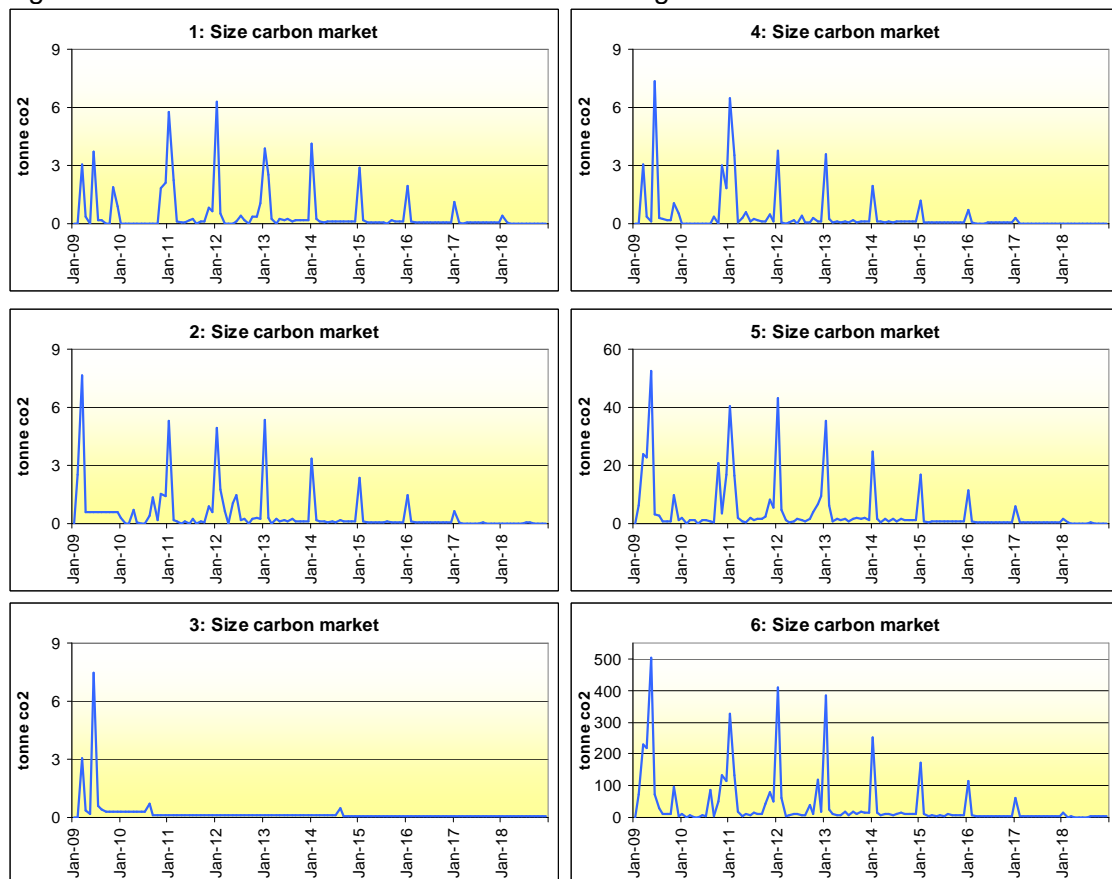 1: Size carbon market
tonne co2
9
6
3
0
Jan-09
Jan-10
Jan-11
Jan-12
Jan-13
Jan-14
Jan-15
Jan-16
Jan-17
Jan-18
4: Size carbon market
tonne co2
9
6
3
0
Jan-09
Jan-10
Jan-11
Jan-12
Jan-13
Jan-14
Jan-15
Jan-16
Jan-17
Jan-18
2: Size carbon market
tonne co2
9
6
3
0
Jan-09
Jan-10
Jan-11
Jan-12
Jan-13
Jan-14
Jan-15
Jan-16
Jan-17
Jan-18
5: Size carbon market
tonne co2
60
40
20
0
Jan-09
Jan-10
Jan-11
Jan-12
Jan-13
Jan-14
Jan-15
Jan-16
Jan-17
Jan-18
3: Size carbon market
tonne co2
9
6
3
0
Jan-09
Jan-10
Jan-11
Jan-12
Jan-13
Jan-14
Jan-15
Jan-16
Jan-17
Jan-18
6: Size carbon market
tonne co2
500
400
300
200
100
0
Jan-09
Jan-10
Jan-11
Jan-12
Jan-13
Jan-14
Jan-15
Jan-16
Jan-17
Jan-18